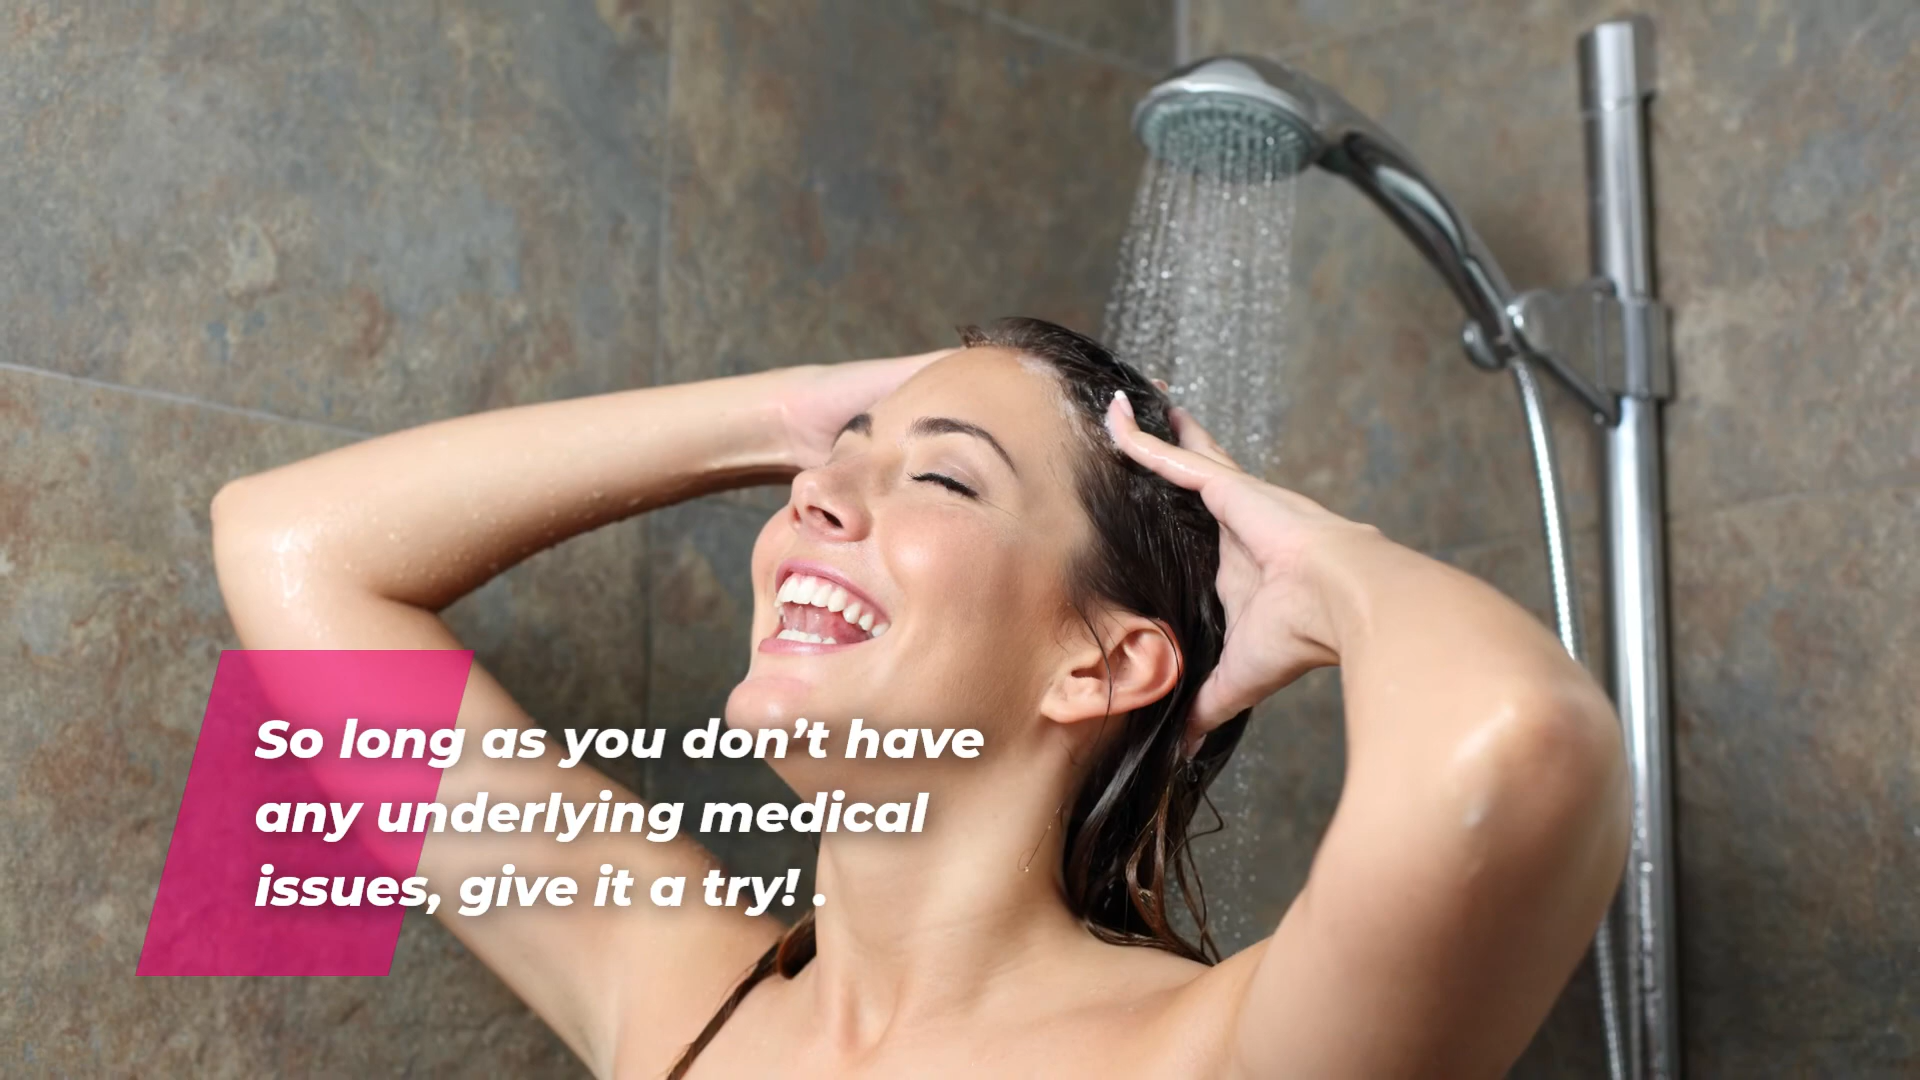 So long as you don’t have
any underlying medical
issues, give it a try! .